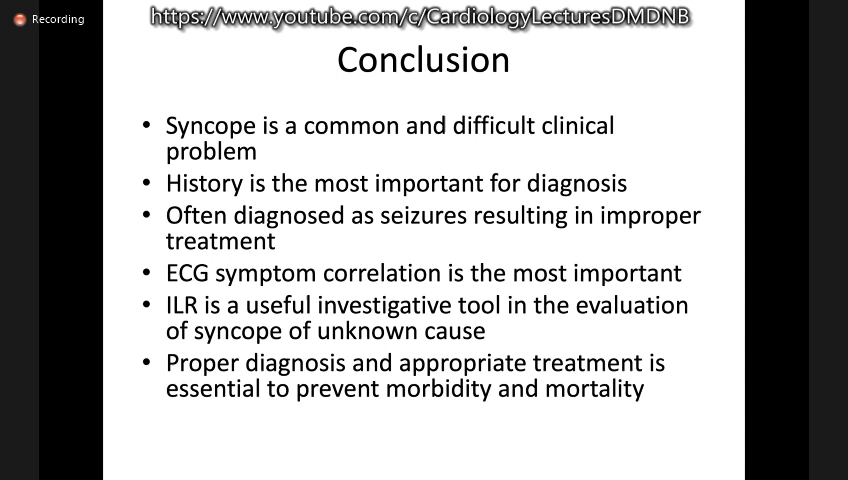 https://www.youtube.com/c/CardiologyLecturesDMDNB
Recording
Conclusion
• Syncope is a common and difficult clinical
problem
• History is the most important for diagnosis
• Often diagnosed as seizures resulting in improper
treatment
• ECG symptom correlation is the most important
• ILR is a useful investigative tool in the evaluation
of syncope of unknown cause
• Proper diagnosis and appropriate treatment is
essential to prevent morbidity and mortality